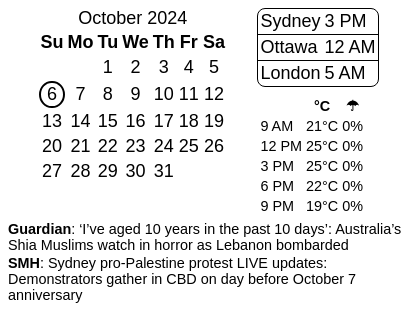 October 2024
Su Mo Tu We Th Fr Sa
1 2 3 4 5
6 7 8 9 10 11 12
13 14 15 16 17 18 19
20 21 22 23 24 25 26
27 28 29 30 31
Sydney 3 PM
Ottawa 12 AM
London 5 AM
°C ☂
9 AM 21°C 0%
12 PM 25°C 0%
3 PM 25°C 0%
6 PM 22°C 0%
9 PM 19°C 0%
Guardian: ‘I’ve aged 10 years in the past 10 days’: Australia’s
Shia Muslims watch in horror as Lebanon bombarded
SMH: Sydney pro-Palestine protest LIVE updates:
Demonstrators gather in CBD on day before October 7
anniversary